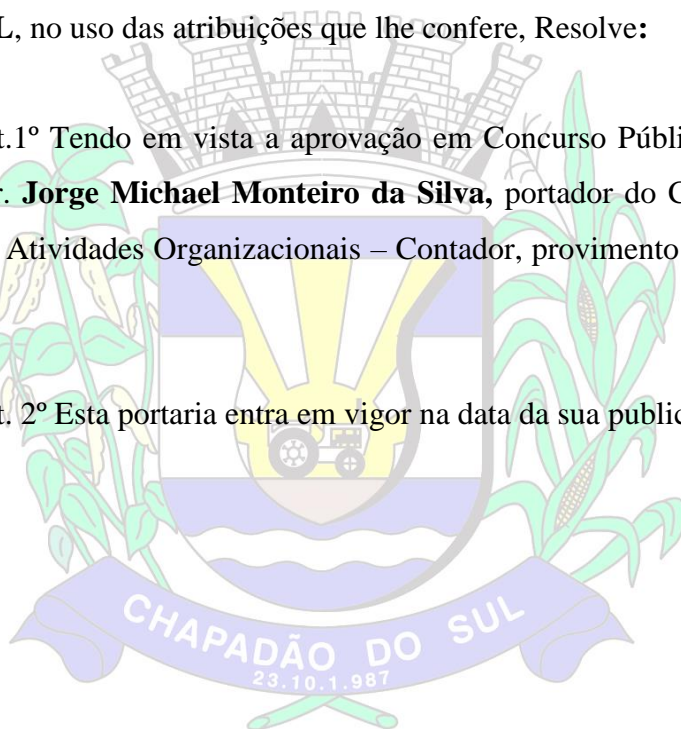 L, no uso das atribuições que lhe confere, Resolve:
t.1º Tendo em vista a aprovação em Concurso Públi
r. Jorge Michael Monteiro da Silva, portador do C
Atividades Organizacionais – Contador, provimento
t. 2º Esta portaria entra em vigor na data da sua public
CHAPADÃO DO SUL
23.10.1.987